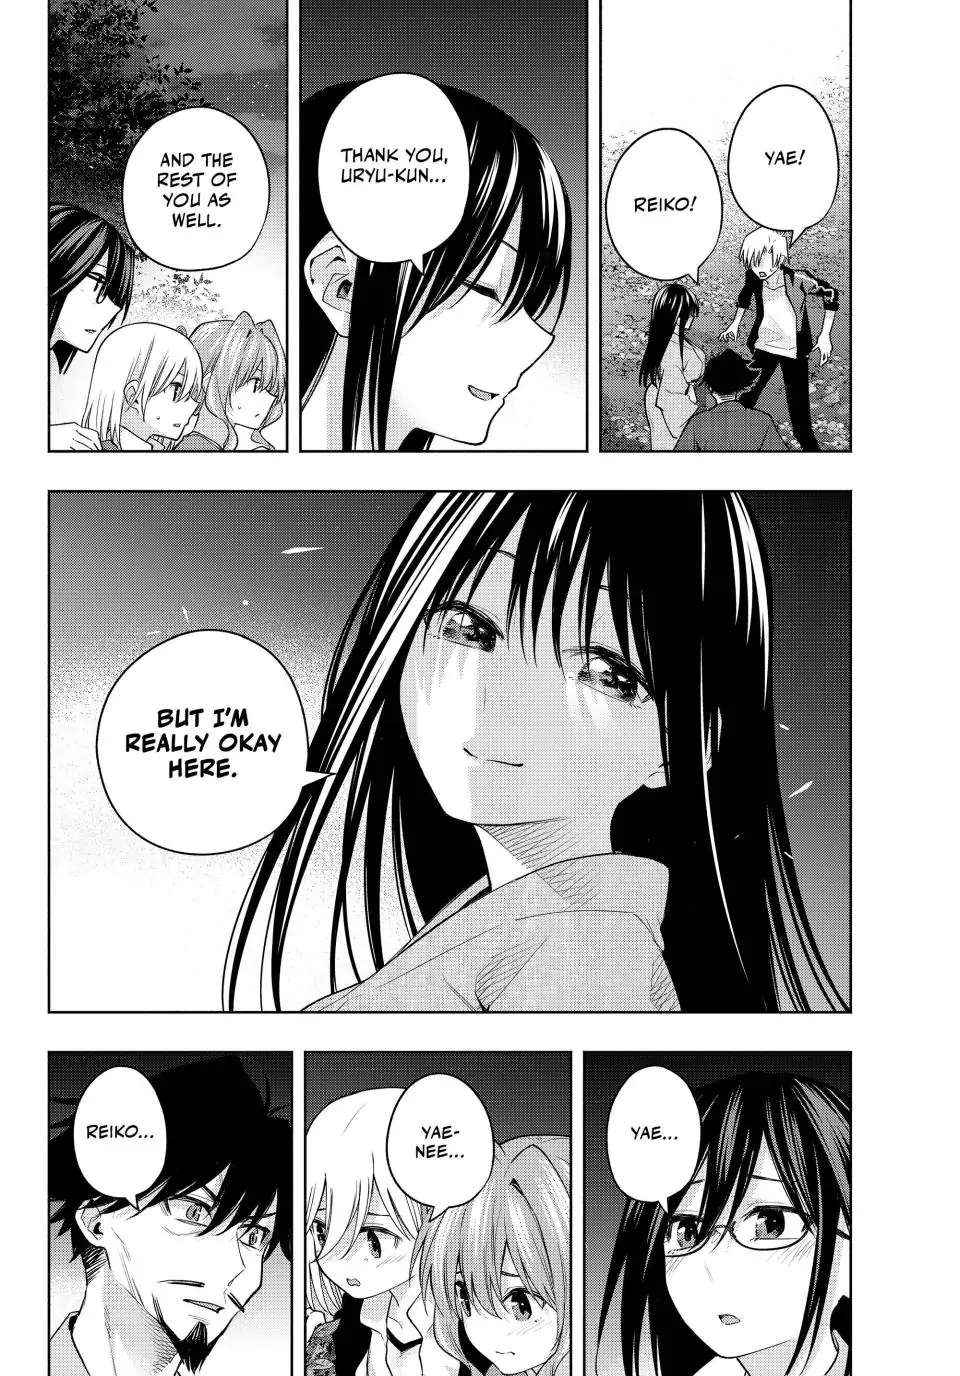 YAE!
REIKO!
THANK YOU,
URYU-KUN...
AND THE
REST OF
YOU AS
WELL.
BUT I'M
REALLY OKAY
HERE.
YAE...
YAE-
NEE...
REIKO...